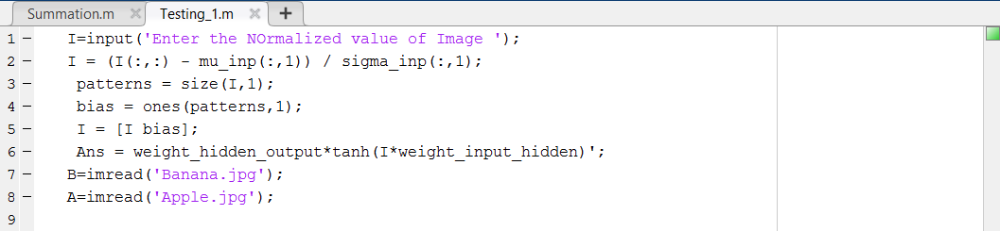 Summation.m × Testing_1.m × +
1 – I=input('Enter the NOrmalized value of Image ');
2 – I = (I(:,:) - mu_inp(:,1)) / sigma_inp(:,1);
3 – patterns = size(I,1);
4 – bias = ones(patterns,1);
5 – I = [I bias];
6 – Ans = weight_hidden_output*tanh(I*weight_input_hidden)';
7 – B=imread('Banana.jpg');
8 – A=imread('Apple.jpg');
9